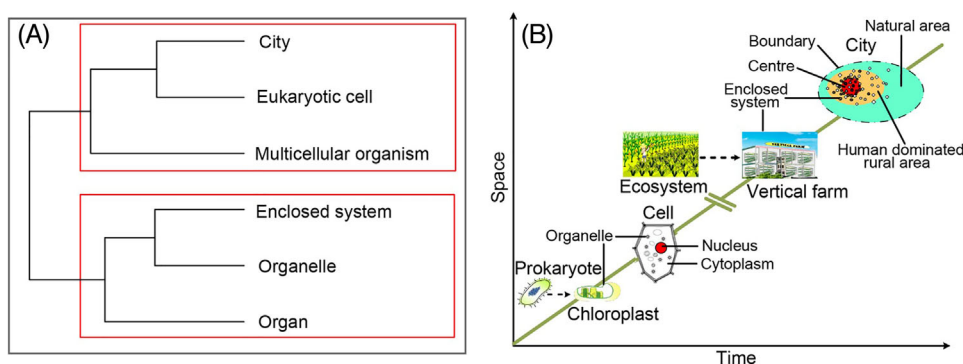 (A)
City
Eukaryotic cell
Multicellular organism
Enclosed system
Organelle
Organ
(B)
Natural area
Boundary
City
Centre
Enclosed
system
Human dominated
rural area
Ecosystem
Vertical farm
Cell
Organelle
Nucleus
Cytoplasm
Prokaryote
Chloroplast
Space
Time